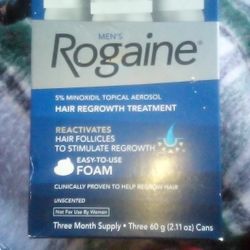 MEN'S
Rogaine®
5% MINOXIDIL TOPICAL AEROSOL
HAIR REGROWTH TREATMENT
REACTIVATES
HAIR FOLLICLES
TO STIMULATE REGROWTH
EASY-TO-USE
FOAM
CLINICALLY PROVEN TO HELP REGROW HAIR
UNSCENTED
Not For Use By Women
Three Month Supply • Three 60 g (2.11 oz) Cans